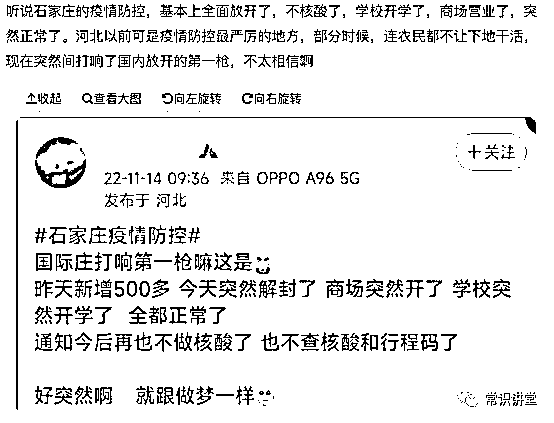 听说石家庄的疫情防控，基本上全面放开了，不核酸了，学校开学了，商场营业了，突
然正常了。河北以前可是疫情防控最严厉的地方，部分时候，连农民都不让下地干活，
现在突然间打响了国内放开的第一枪，不太相信啊
收起 查看大图 向左旋转 向右旋转
+关注
22-11-14 09:36 来自 OPPO A96 5G
发布于 河北
#石家庄疫情防控#
国际庄打响第一枪嘛这是
昨天新增500多 今天突然解封了 商场突然开了 学校突
然开学了 全都正常了
通知今后再也不做核酸了 也不查核酸和行程码了
好突然啊 就跟做梦一样
常识讲堂